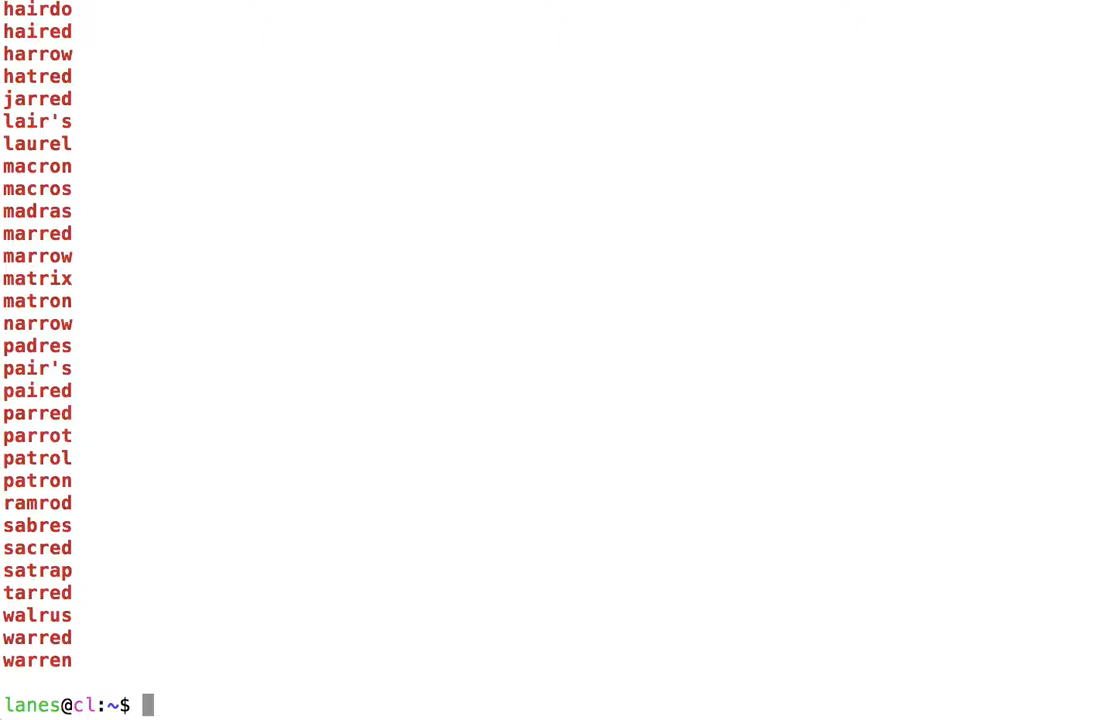 hairdo
haired
harrow
hatred
jarred
lair's
laurel
macron
macros
madras
marred
marrow
matrix
matron
narrow
padres
pair's
paired
parred
parrot
patrol
patron
ramrod
sabres
sacred
satrap
tarred
walrus
warred
warren
lanes@cl:~$